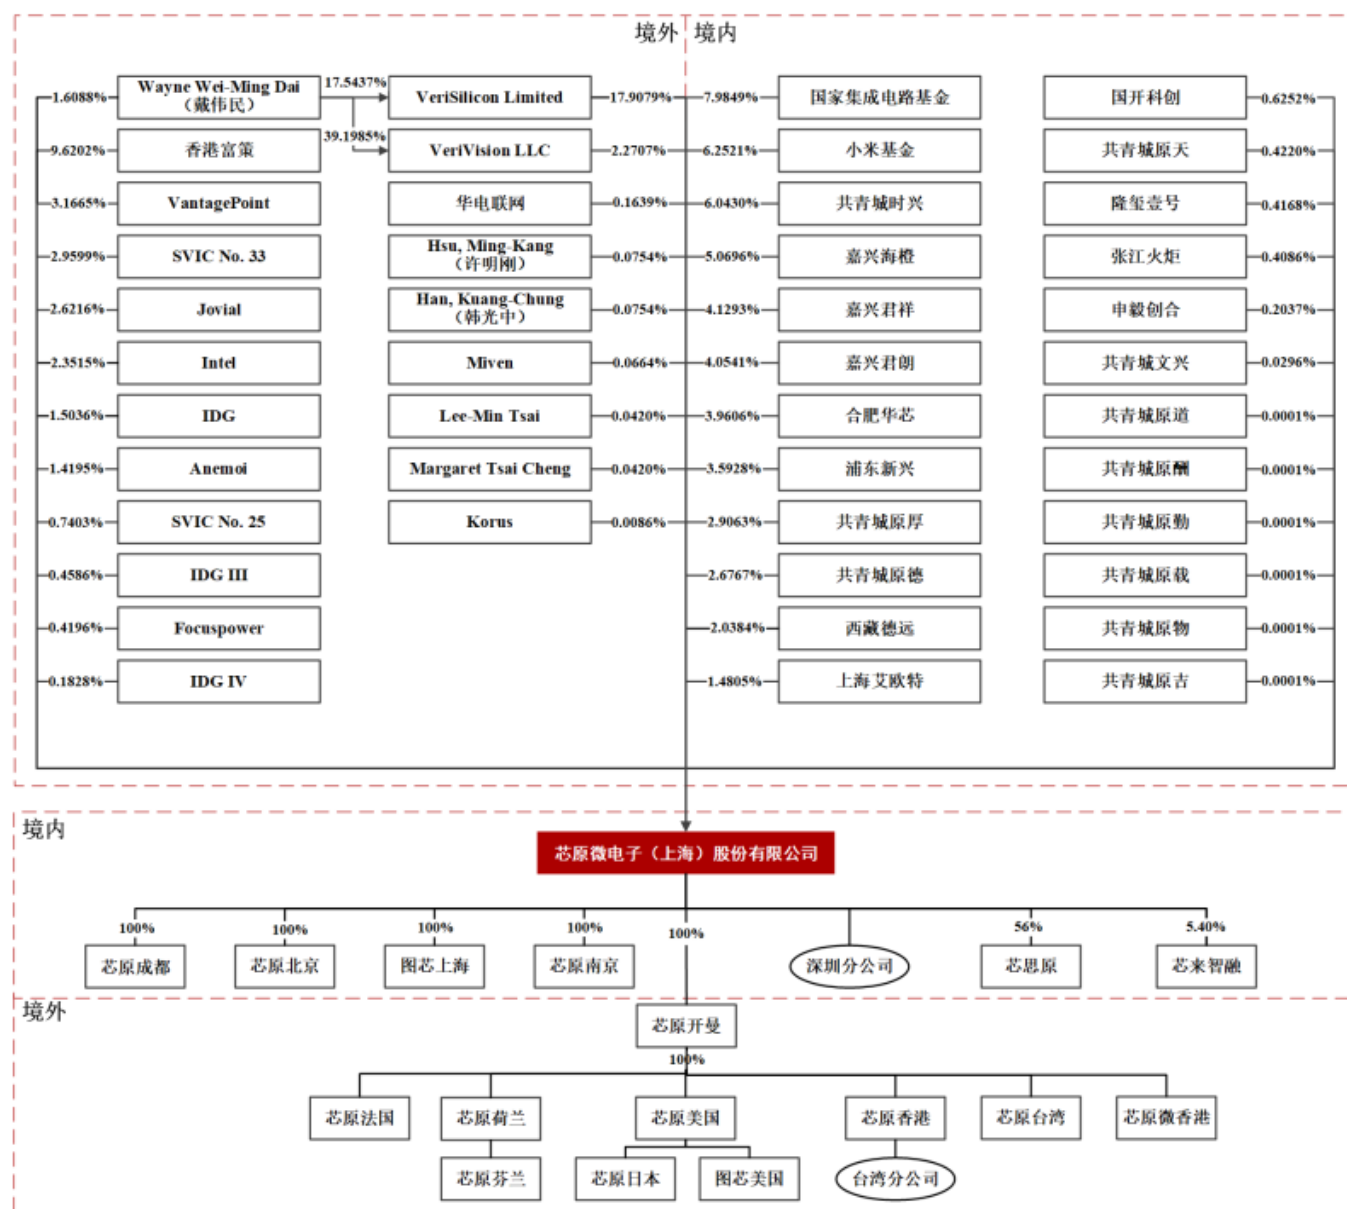 境外 境内
Wayne Wei-Ming Dai
（戴伟民）
1.6088%
17.5437%
39.1985%
VeriSilicon Limited
17.9079%
7.9849%
国家集成电路基金
国开科创
0.6252%
9.6202%
香港富策
VeriVision LLC
2.2707%
6.2521%
小米基金
共青城原天
0.4220%
3.1665%
VantagePoint
华电联网
0.1639%
6.0430%
共青城时兴
隆玺壹号
0.4168%
2.9599%
SVIC No. 33
Hsu, Ming-Kang
（许明刚）
0.0754%
5.0696%
嘉兴海橙
张江火炬
0.4086%
2.6216%
Jovial
Han, Kuang-Chung
（韩光中）
0.0754%
4.1293%
嘉兴君祥
申毅创合
0.2037%
2.3515%
Intel
Miven
0.0664%
4.0541%
嘉兴君朗
共青城文兴
0.0296%
1.5036%
IDG
Lee-Min Tsai
0.0420%
3.9606%
合肥华芯
共青城原道
0.0001%
1.4195%
Anemoi
Margaret Tsai Cheng
0.0420%
3.5928%
浦东新兴
共青城原酬
0.0001%
0.7403%
SVIC No. 25
Korus
0.0086%
2.9063%
共青城原厚
共青城原勤
0.0001%
0.4586%
IDG III
2.6767%
共青城原德
共青城原载
0.0001%
0.4196%
Focuspower
2.0384%
西藏德远
共青城原物
0.0001%
0.1828%
IDG IV
1.4805%
上海艾欧特
共青城原吉
0.0001%
境内
芯原微电子（上海）股份有限公司
100%
100%
100%
100%
100%
56%
5.40%
芯原成都
芯原北京
图芯上海
芯原南京
深圳分公司
芯思原
芯来智融
境外
芯原开曼
100%
芯原法国
芯原荷兰
芯原美国
芯原香港
芯原台湾
芯原微香港
芯原芬兰
芯原日本
图芯美国
台湾分公司